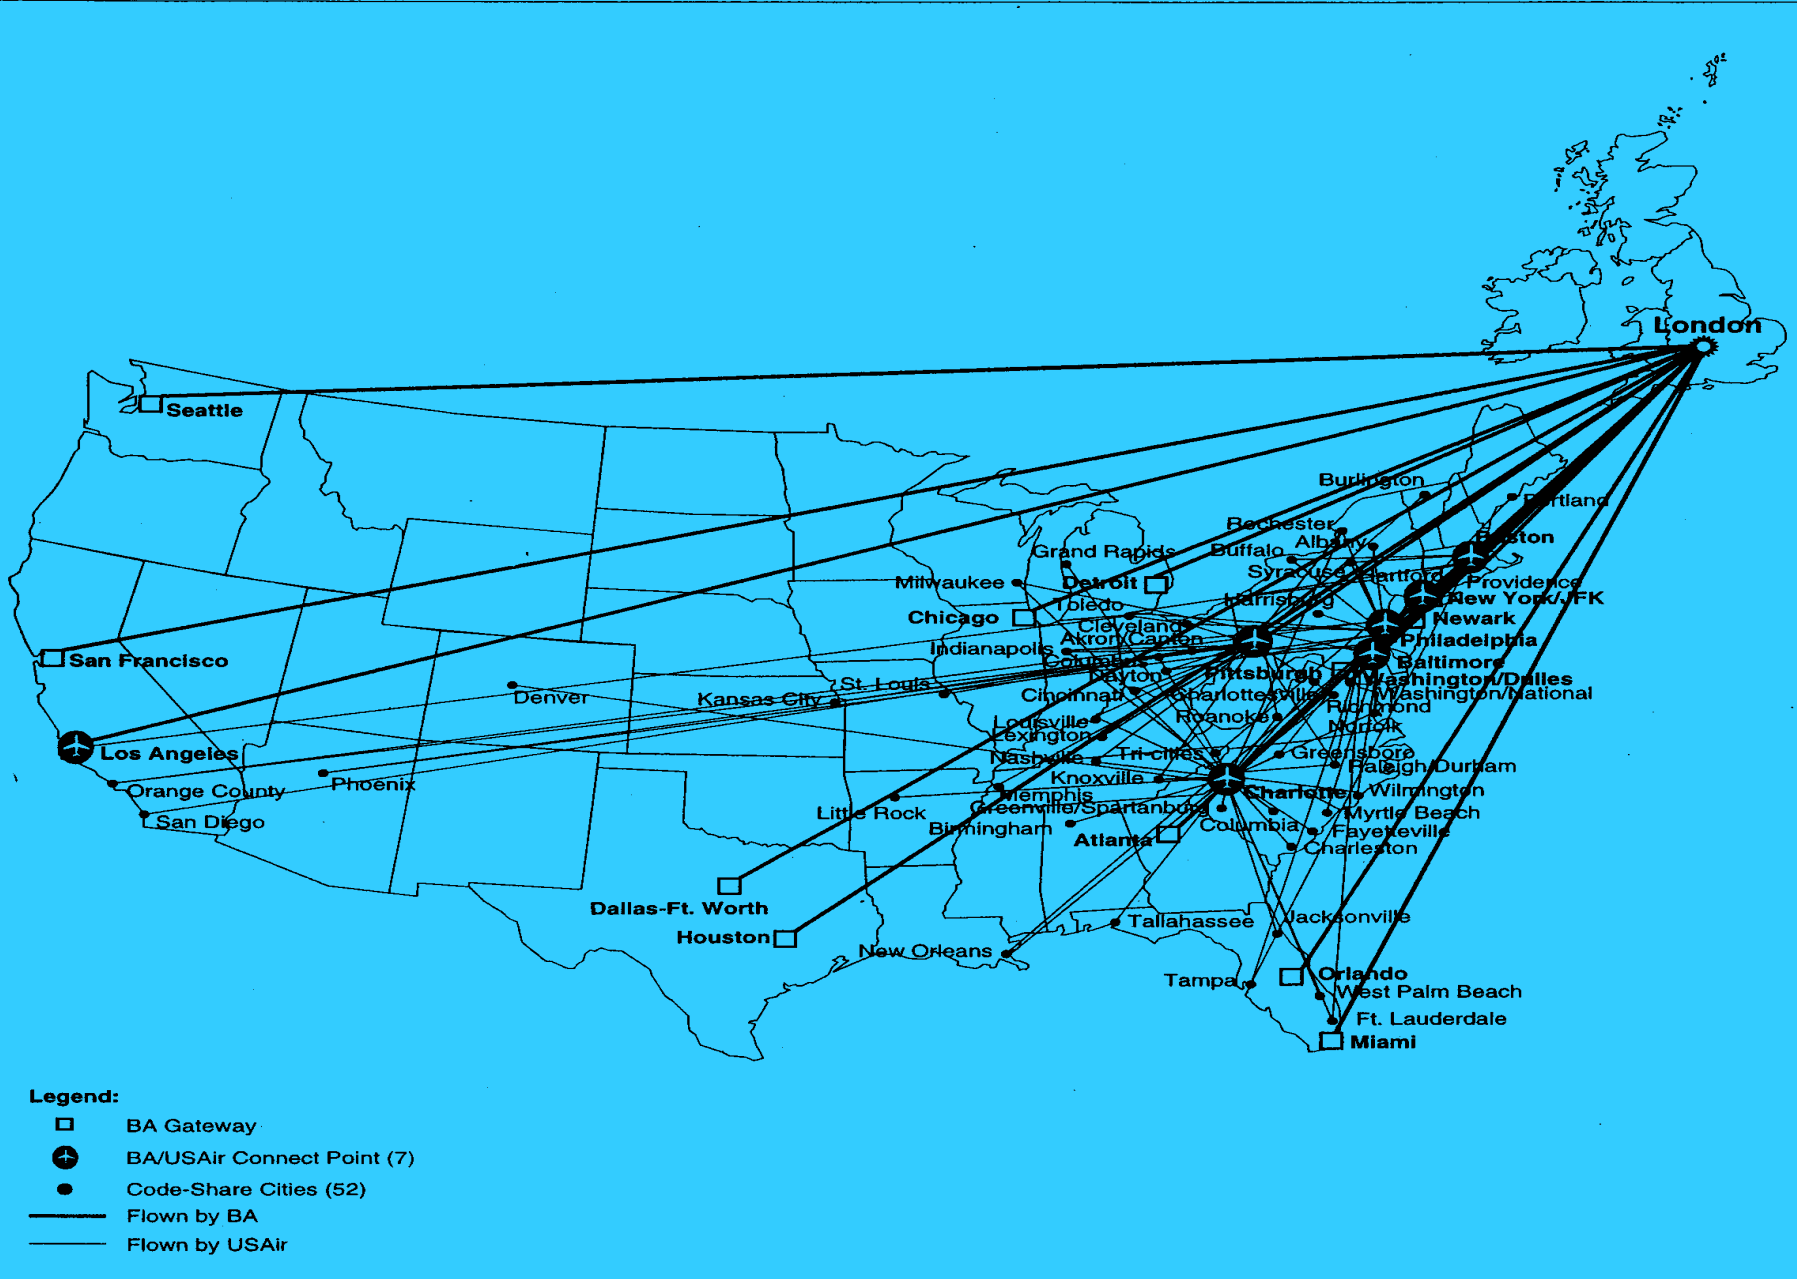 London
Seattle
Burlington
Portland
Rochester
Boston
Albany
Grand Rapids
Buffalo
Syracuse
Hartford
Milwaukee
Detroit
Providence
New York/JFK
Toledo
Harrisburg
Chicago
Newark
Cleveland
Akron/Canton
Philadelphia
Indianapolis
Columbus
Baltimore
San Francisco
Pittsburgh
Dayton
Washington/Dulles
St. Louis
Denver
Kansas City
Cincinnati
Charlottesville
Washington/National
Richmond
Roanoke
Louisville
Norfolk
Lexington
Los Angeles
Nashville
Tri-cities
Greensboro
Raleigh/Durham
Knoxville
Phoenix
Orange County
Memphis
Charlotte
Wilmington
Greenville/Spartanburg
Little Rock
Myrtle Beach
San Diego
Birmingham
Columbia
Fayetteville
Atlanta
Charleston
Dallas-Ft. Worth
Jacksonville
Tallahassee
Houston
New Orleans
Orlando
Tampa
West Palm Beach
Ft. Lauderdale
Miami
Legend:
BA Gateway
BA/USAir Connect Point (7)
Code-Share Cities (52)
Flown by BA
Flown by USAir